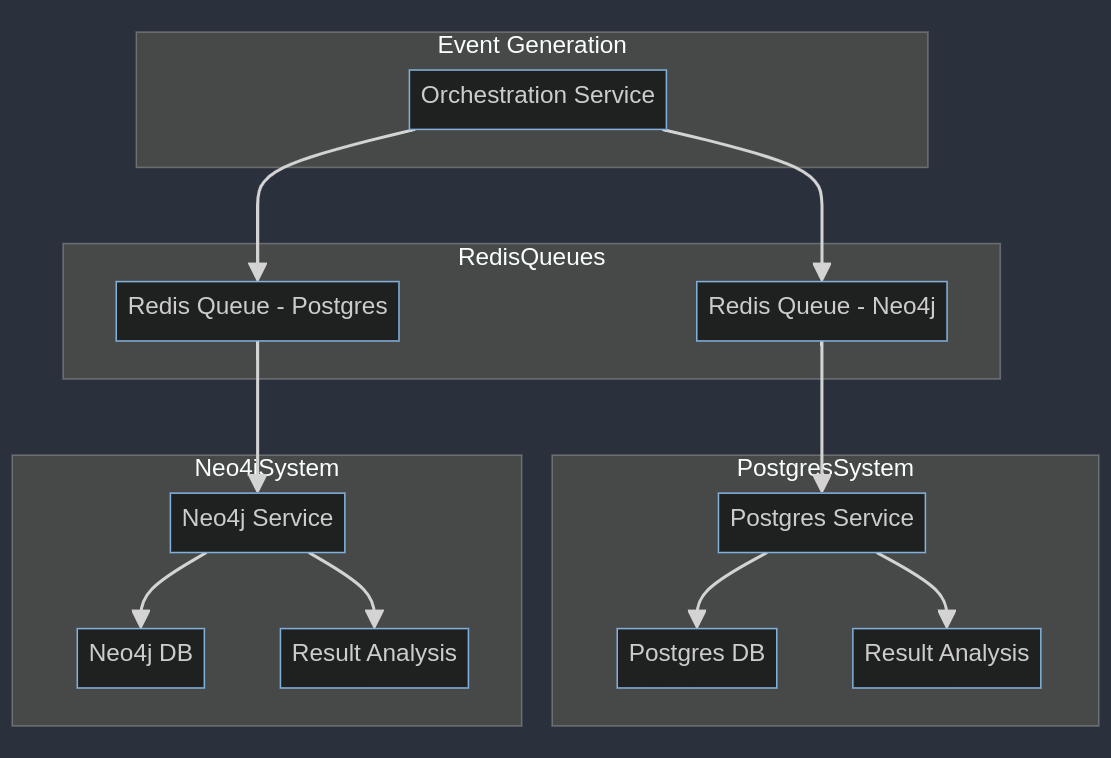 Event Generation
Orchestration Service
RedisQueues
Redis Queue - Postgres
Redis Queue - Neo4j
Neo4jSystem
PostgresSystem
Neo4j Service
Postgres Service
Neo4j DB
Result Analysis
Postgres DB
Result Analysis